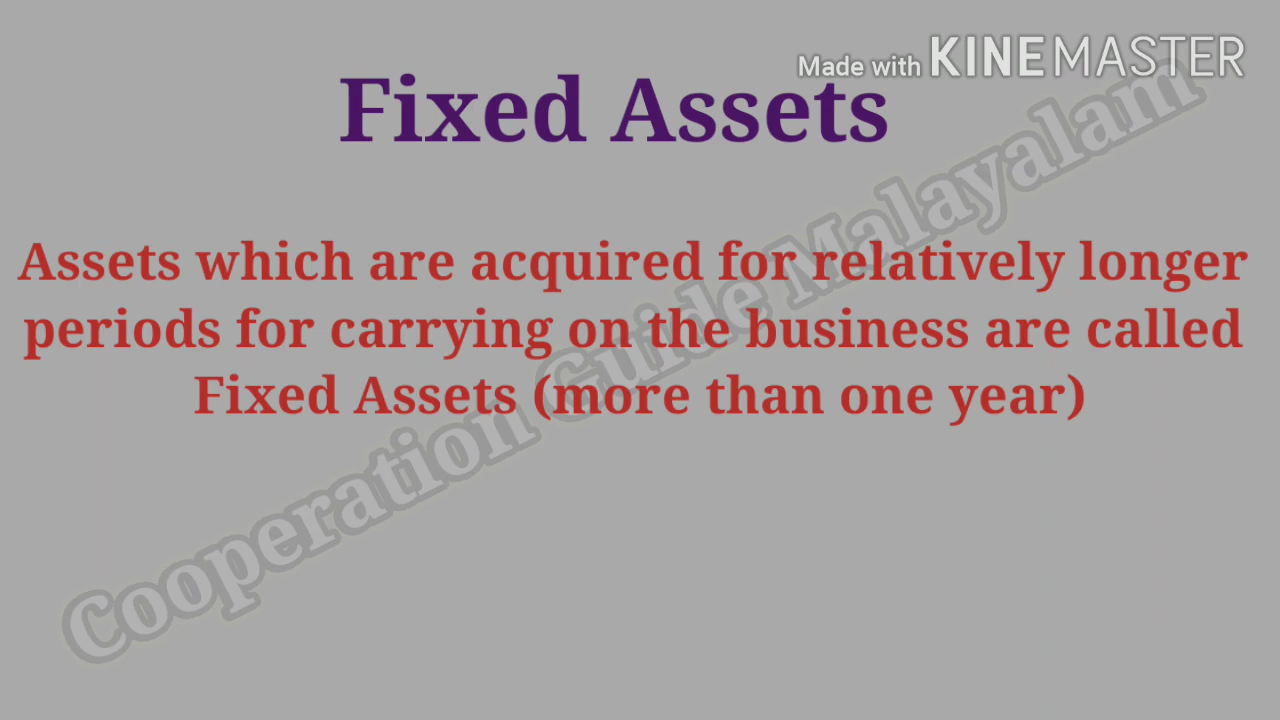 Made with KINEMASTER
Fixed Assets
Assets which are acquired for relatively longer
periods for carrying on the business are called
Fixed Assets (more than one year)
Cooperation Guide Malayalam